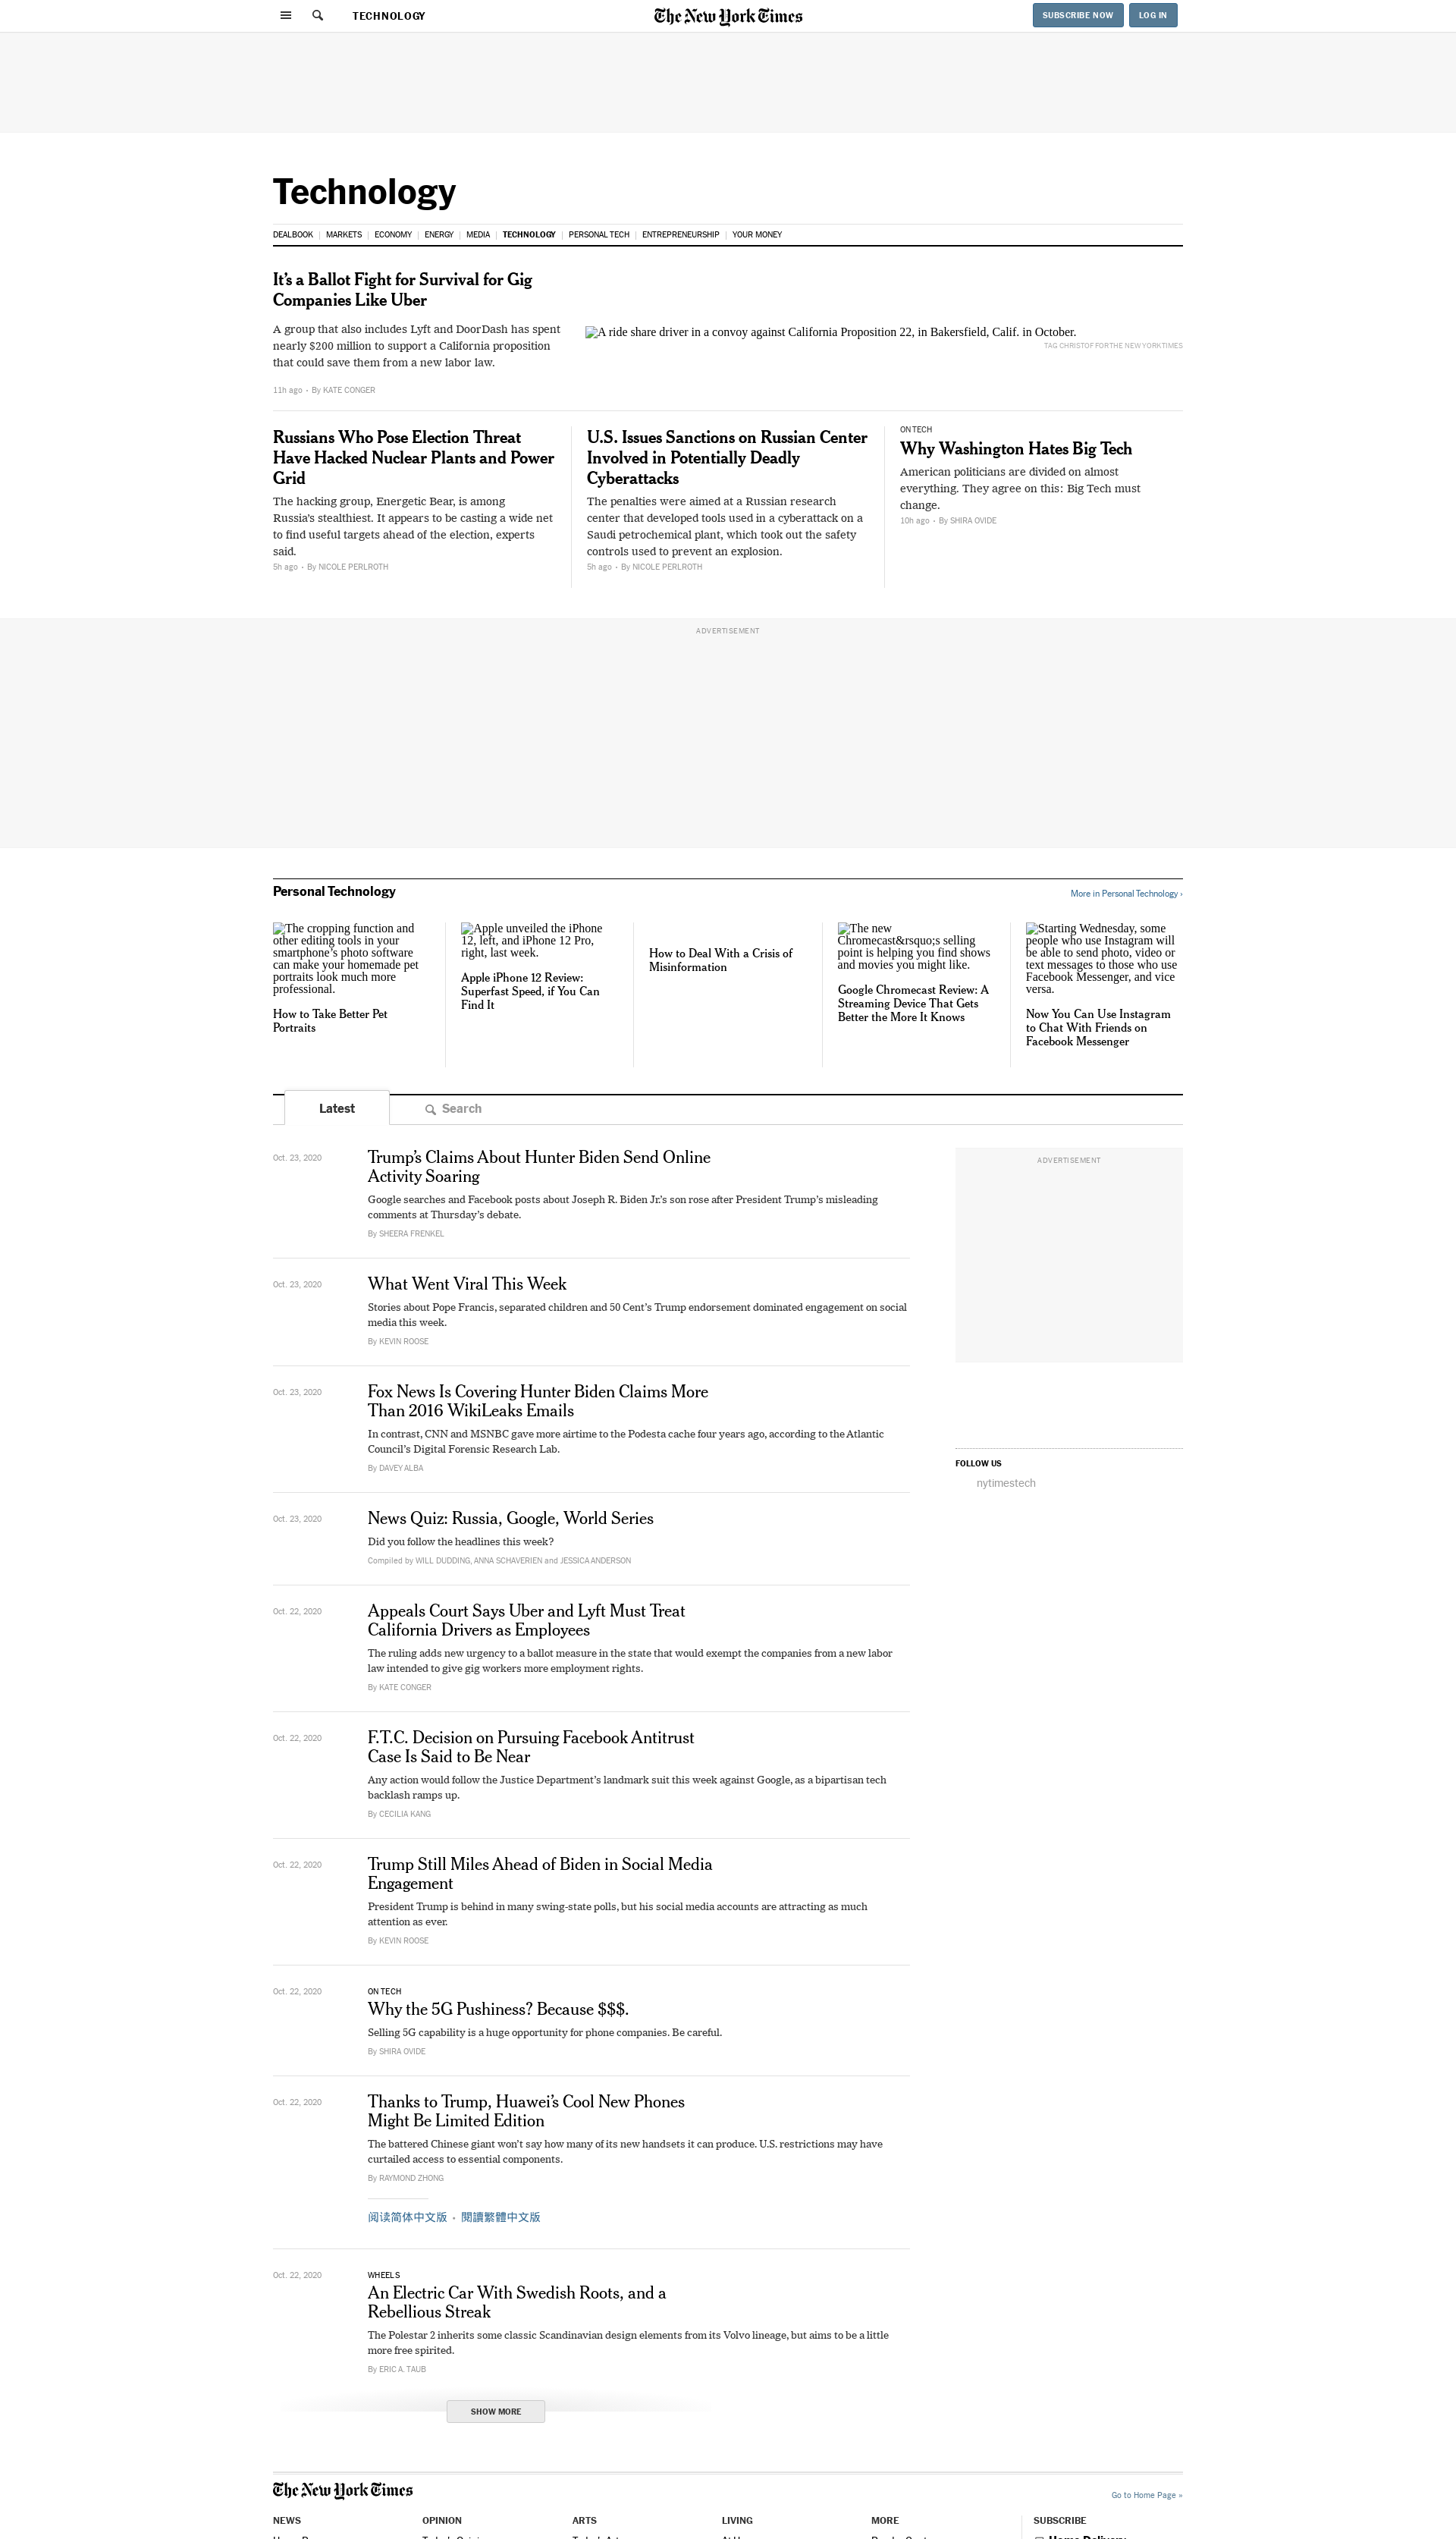 TECHNOLOGY
The New York Times
SUBSCRIBE NOW
LOG IN
Technology
DEALBOOK
MARKETS
ECONOMY
ENERGY
MEDIA
TECHNOLOGY
PERSONAL TECH
ENTREPRENEURSHIP
YOUR MONEY
It’s a Ballot Fight for Survival for Gig
Companies Like Uber
A group that also includes Lyft and DoorDash has spent
nearly $200 million to support a California proposition
that could save them from a new labor law.
11h ago • By KATE CONGER
A ride share driver in a convoy against California Proposition 22, in Bakersfield, Calif. in October.
TAG CHRISTOF FOR THE NEW YORK TIMES
Russians Who Pose Election Threat
Have Hacked Nuclear Plants and Power
Grid
The hacking group, Energetic Bear, is among
Russia’s stealthiest. It appears to be casting a wide net
to find useful targets ahead of the election, experts
said.
5h ago • By NICOLE PERLROTH
U.S. Issues Sanctions on Russian Center
Involved in Potentially Deadly
Cyberattacks
The penalties were aimed at a Russian research
center that developed tools used in a cyberattack on a
Saudi petrochemical plant, which took out the safety
controls used to prevent an explosion.
5h ago • By NICOLE PERLROTH
ON TECH
Why Washington Hates Big Tech
American politicians are divided on almost
everything. They agree on this: Big Tech must
change.
10h ago • By SHIRA OVIDE
ADVERTISEMENT
Personal Technology
More in Personal Technology ›
The cropping function and
other editing tools in your
smartphone’s photo software
can make your homemade pet
portraits look much more
professional.
How to Take Better Pet
Portraits
Apple unveiled the iPhone
12, left, and iPhone 12 Pro,
right, last week.
Apple iPhone 12 Review:
Superfast Speed, if You Can
Find It
How to Deal With a Crisis of
Misinformation
The new
Chromecast&rsquo;s selling
point is helping you find shows
and movies you might like.
Google Chromecast Review: A
Streaming Device That Gets
Better the More It Knows
Starting Wednesday, some
people who use Instagram will
be able to send photo, video or
text messages to those who use
Facebook Messenger, and vice
versa.
Now You Can Use Instagram
to Chat With Friends on
Facebook Messenger
Latest
Search
Oct. 23, 2020
Trump’s Claims About Hunter Biden Send Online
Activity Soaring
Google searches and Facebook posts about Joseph R. Biden Jr.’s son rose after President Trump’s misleading
comments at Thursday’s debate.
By SHEERA FRENKEL
ADVERTISEMENT
Oct. 23, 2020
What Went Viral This Week
Stories about Pope Francis, separated children and 50 Cent’s Trump endorsement dominated engagement on social
media this week.
By KEVIN ROOSE
Oct. 23, 2020
Fox News Is Covering Hunter Biden Claims More
Than 2016 WikiLeaks Emails
In contrast, CNN and MSNBC gave more airtime to the Podesta cache four years ago, according to the Atlantic
Council’s Digital Forensic Research Lab.
By DAVEY ALBA
FOLLOW US
nytimestech
Oct. 23, 2020
News Quiz: Russia, Google, World Series
Did you follow the headlines this week?
Compiled by WILL DUDDING, ANNA SCHAVERIEN and JESSICA ANDERSON
Oct. 22, 2020
Appeals Court Says Uber and Lyft Must Treat
California Drivers as Employees
The ruling adds new urgency to a ballot measure in the state that would exempt the companies from a new labor
law intended to give gig workers more employment rights.
By KATE CONGER
Oct. 22, 2020
F.T.C. Decision on Pursuing Facebook Antitrust
Case Is Said to Be Near
Any action would follow the Justice Department’s landmark suit this week against Google, as a bipartisan tech
backlash ramps up.
By CECILIA KANG
Oct. 22, 2020
Trump Still Miles Ahead of Biden in Social Media
Engagement
President Trump is behind in many swing-state polls, but his social media accounts are attracting as much
attention as ever.
By KEVIN ROOSE
Oct. 22, 2020
ON TECH
Why the 5G Pushiness? Because $$$.
Selling 5G capability is a huge opportunity for phone companies. Be careful.
By SHIRA OVIDE
Oct. 22, 2020
Thanks to Trump, Huawei’s Cool New Phones
Might Be Limited Edition
The battered Chinese giant won’t say how many of its new handsets it can produce. U.S. restrictions may have
curtailed access to essential components.
By RAYMOND ZHONG
阅读简体中文版 • 閱讀繁體中文版
Oct. 22, 2020
WHEELS
An Electric Car With Swedish Roots, and a
Rebellious Streak
The Polestar 2 inherits some classic Scandinavian design elements from its Volvo lineage, but aims to be a little
more free spirited.
By ERIC A. TAUB
SHOW MORE
The New York Times
Go to Home Page »
NEWS
OPINION
ARTS
LIVING
MORE
SUBSCRIBE